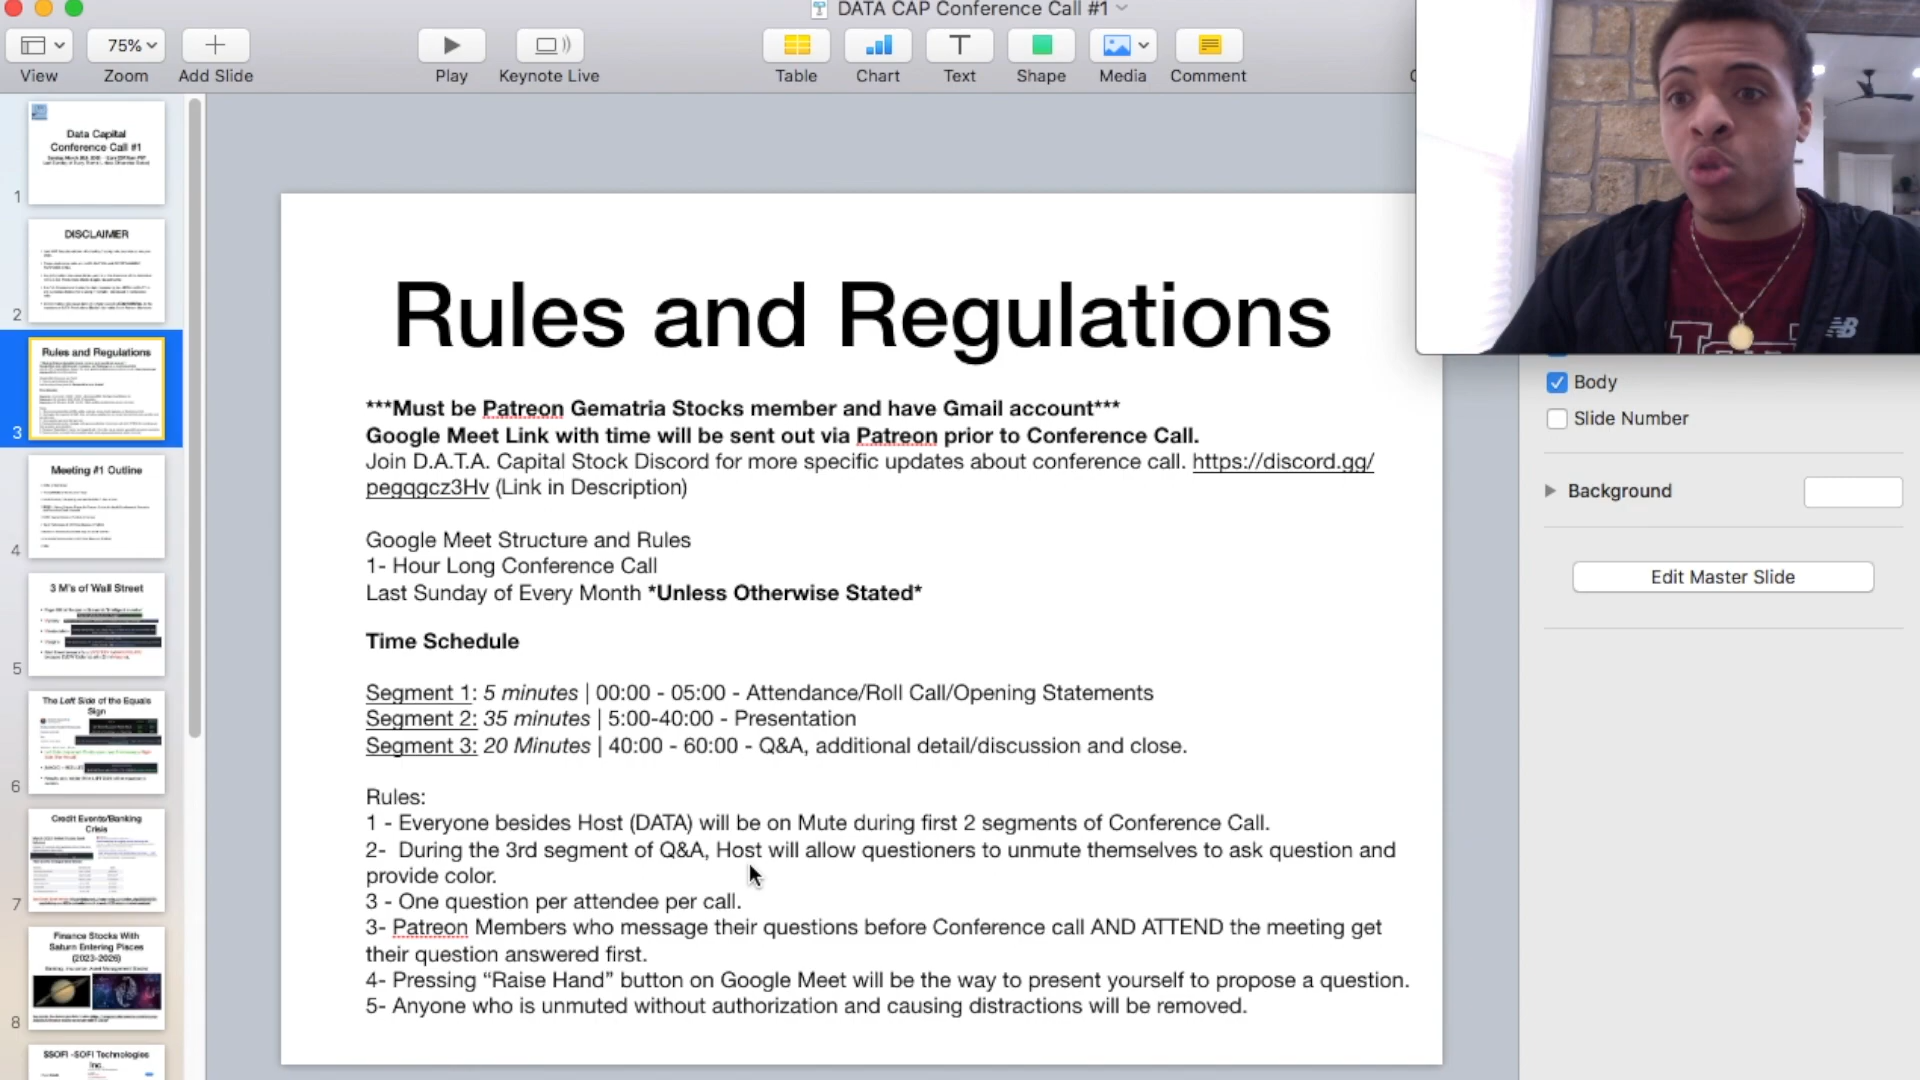 DATA CAP Conference Call #1
75%
View
Zoom
Add Slide
Play
Keynote Live
Table
Chart
Text
Shape
Media
Comment
Data Capital
Conference Call #1
1
DISCLAIMER
2
Rules and Regulations
3
Meeting #1 Outline
4
3 M's of Wall Street
5
The Left Side of the Equals
Sign
6
Credit Events/Banking
Crisis
7
Finance Stocks With
Saturn Entering Pisces
(2023-2026)
8
$SOFI -SOFI Technologies
Inc.
Rules and Regulations
***Must be Patreon Gematria Stocks member and have Gmail account***
Google Meet Link with time will be sent out via Patreon prior to Conference Call.
Join D.A.T.A. Capital Stock Discord for more specific updates about conference call. https://discord.gg/
pegqgcz3Hv (Link in Description)
Google Meet Structure and Rules
1- Hour Long Conference Call
Last Sunday of Every Month *Unless Otherwise Stated*
Time Schedule
Segment 1: 5 minutes | 00:00 - 05:00 - Attendance/Roll Call/Opening Statements
Segment 2: 35 minutes | 5:00-40:00 - Presentation
Segment 3: 20 Minutes | 40:00 - 60:00 - Q&A, additional detail/discussion and close.
Rules:
1 - Everyone besides Host (DATA) will be on Mute during first 2 segments of Conference Call.
2- During the 3rd segment of Q&A, Host will allow questioners to unmute themselves to ask question and
provide color.
3 - One question per attendee per call.
3- Patreon Members who message their questions before Conference call AND ATTEND the meeting get
their question answered first.
4- Pressing “Raise Hand” button on Google Meet will be the way to present yourself to propose a question.
5- Anyone who is unmuted without authorization and causing distractions will be removed.
NB
Body
Slide Number
Background
Edit Master Slide